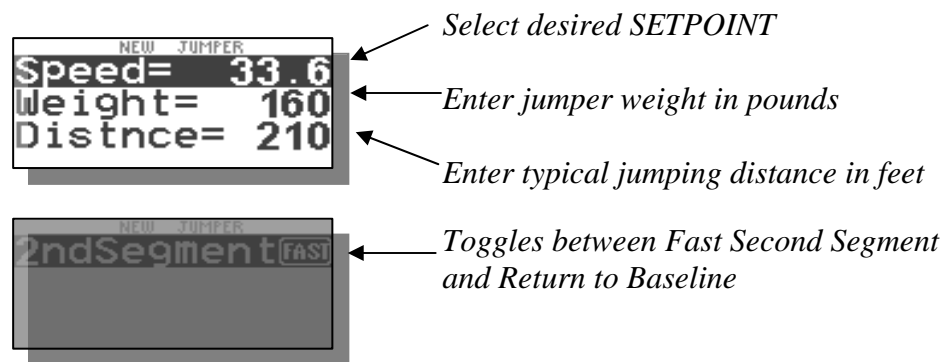 Select desired SETPOINT
NEW JUMPER
Speed= 33.6
Weight= 160
Distnce= 210
Enter jumper weight in pounds
Enter typical jumping distance in feet
NEW JUMPER
2ndSegment FAST
Toggles between Fast Second Segment
and Return to Baseline